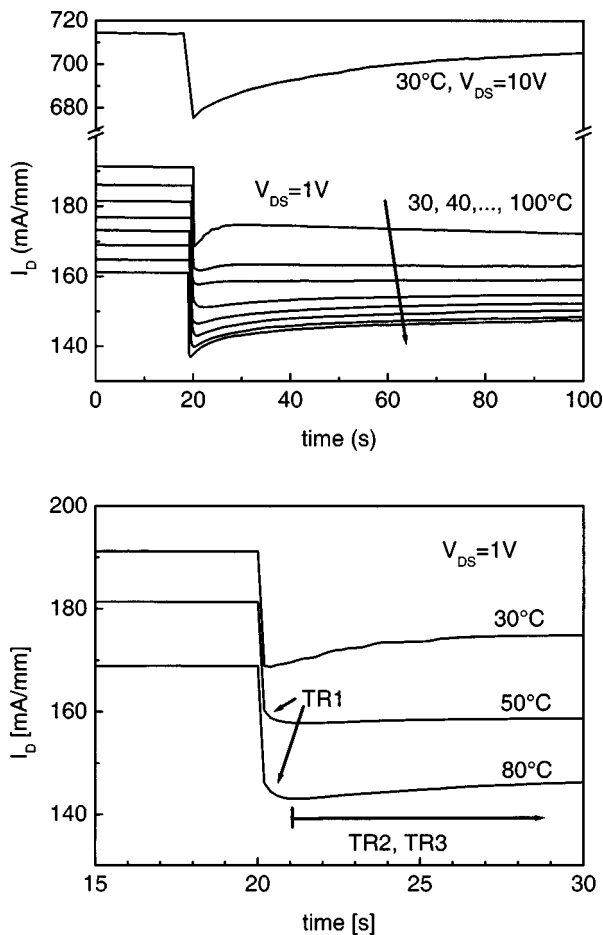 720
700
680
30°C, V_DS=10V
V_DS=1V
30, 40,..., 100°C
180
160
140
I_D (mA/mm)
0 20 40 60 80 100
time (s)
200
180
160
140
I_D [mA/mm]
V_DS=1V
30°C
TR1
50°C
80°C
TR2, TR3
15 20 25 30
time [s]